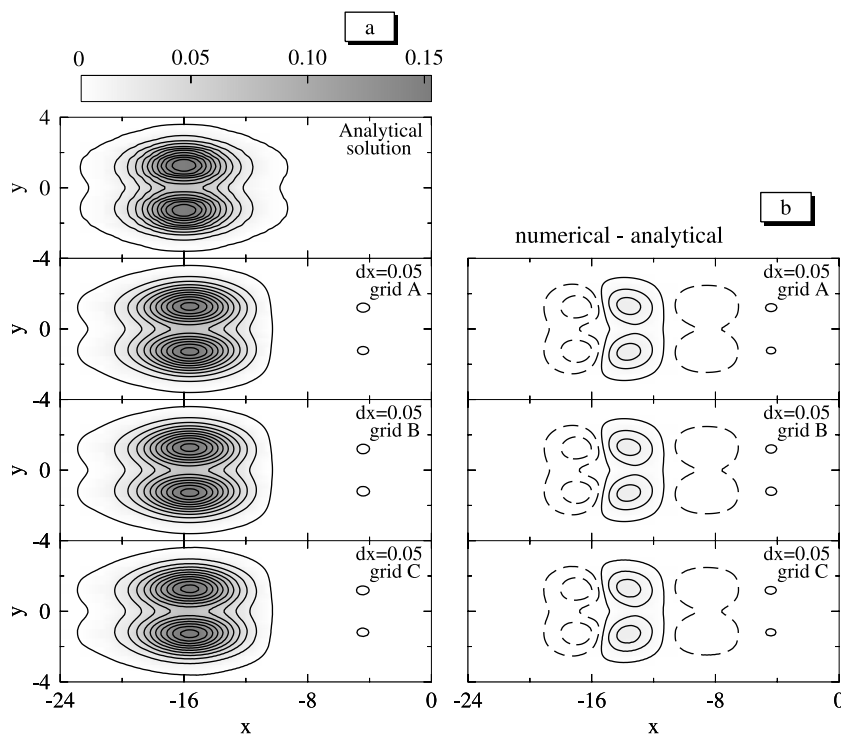 a
0 0.05 0.10 0.15
4
Analytical
solution
y
0
-4
b
numerical - analytical
dx=0.05
grid A
y
0
-4
dx=0.05
grid A
dx=0.05
grid B
y
0
-4
dx=0.05
grid B
dx=0.05
grid C
y
0
-4
dx=0.05
grid C
-24 -16 -8 0
x
-24 -16 -8 0
x